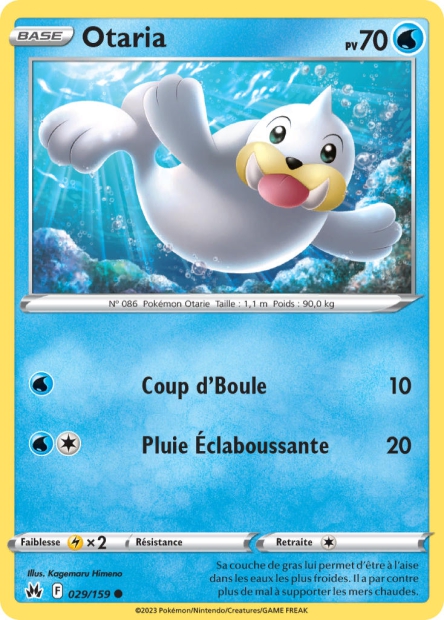 BASE Otaria PV 70
N° 086 Pokémon Otarie Taille : 1,1 m Poids : 90,0 kg
Coup d'Boule 10
Pluie Éclaboussante 20
Faiblesse ×2 Résistance Retraite
Illus. Kagemaru Himeno
F 029/159
Sa couche de gras lui permet d'être à l'aise
dans les eaux les plus froides. Il a par contre
plus de mal à supporter les mers chaudes.
©2023 Pokémon/Nintendo/Creatures/GAME FREAK